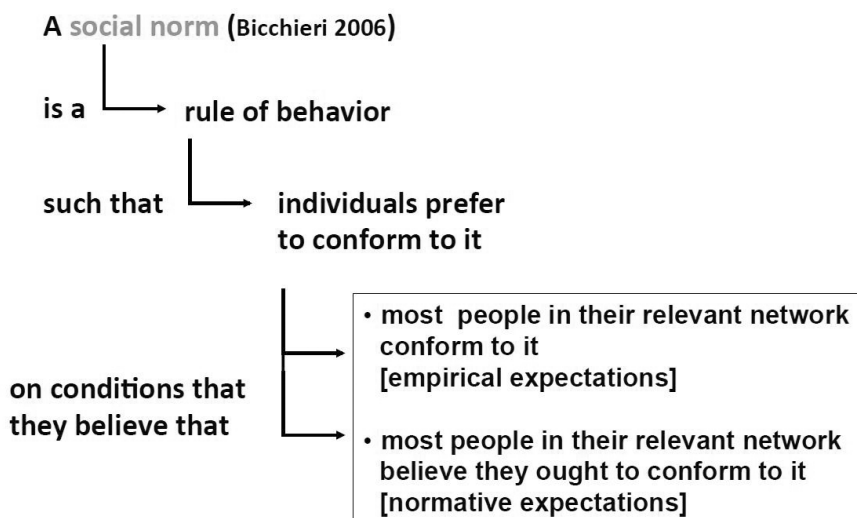 A social norm (Bicchieri 2006)
is a rule of behavior
such that individuals prefer
to conform to it
on conditions that
they believe that
• most people in their relevant network
conform to it
[empirical expectations]
• most people in their relevant network
believe they ought to conform to it
[normative expectations]